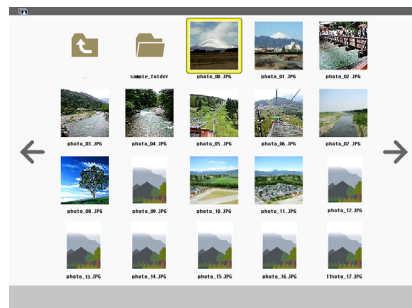 ..
sample_folder
photo_00.JPG
photo_01.JPG
photo_02.JPG
photo_03.JPG
photo_04.JPG
photo_05.JPG
photo_06.JPG
photo_07.JPG
photo_08.JPG
photo_09.JPG
photo_10.JPG
photo_11.JPG
photo_12.JPG
photo_13.JPG
photo_14.JPG
photo_15.JPG
photo_16.JPG
photo_17.JPG